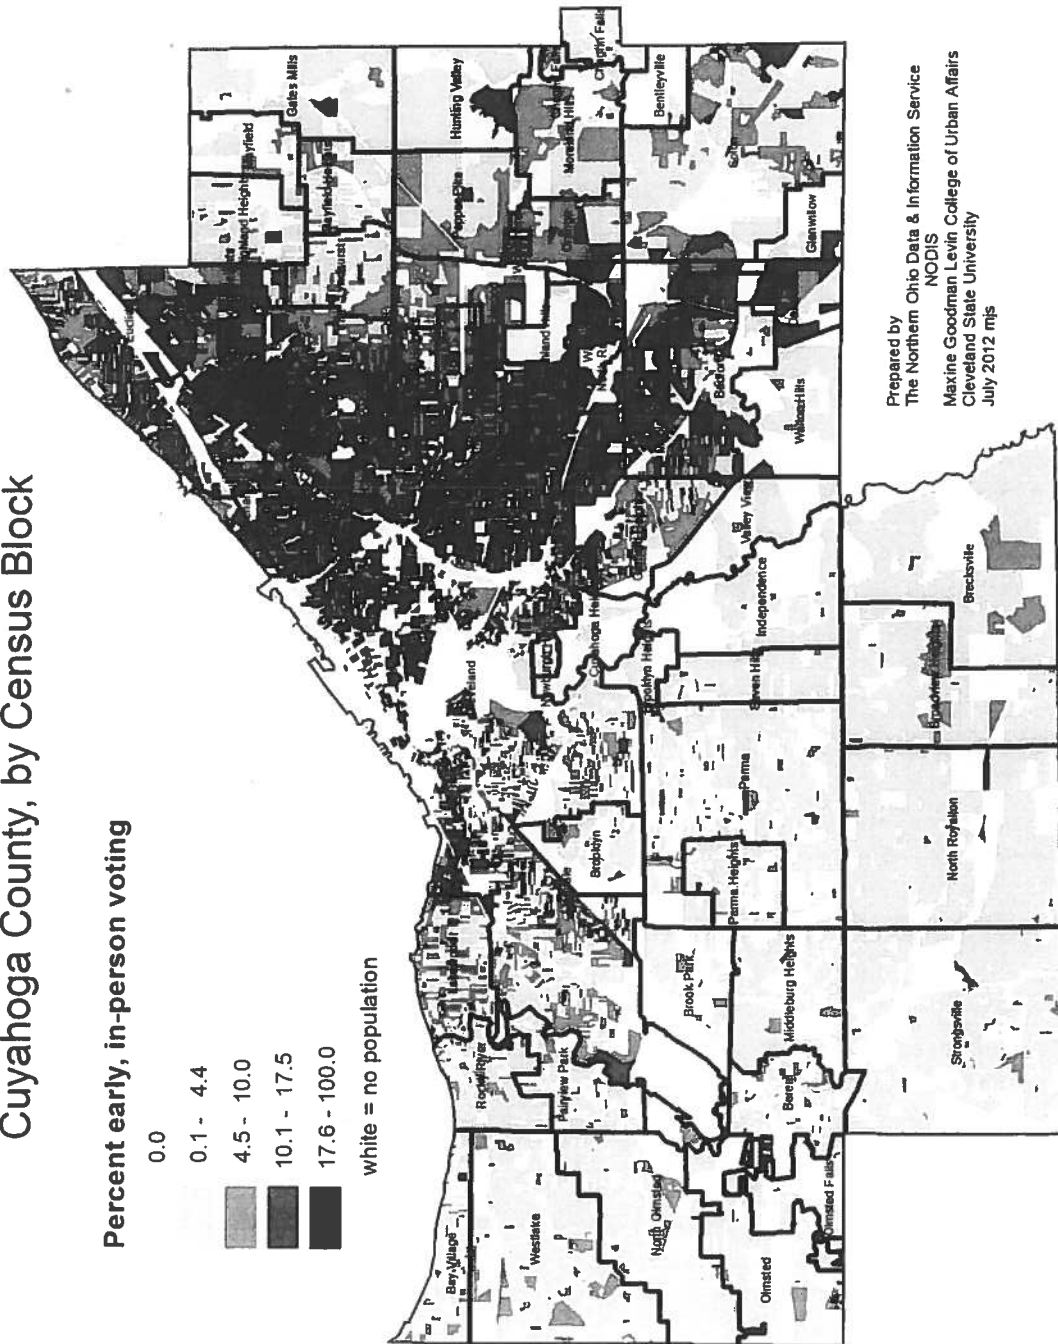 Cuyahoga County, by Census Block
Percent early, in-person voting
0.0
0.1 - 4.4
4.5 - 10.0
10.1 - 17.5
17.6 - 100.0
white = no population
Gates Mills
Hunting Valley
Chagrin Falls
Moreland Hills
Bentleyville
Solon
Glenwillow
Orange
Bedford
Walton Hills
Valley View
Independence
Cuyahoga He
Brooklyn Heights
Seven Hills
Cleveland
Brooklyn
Parma
Parma Heights
Brecksville
Broadview Heights
North Royalton
Lakewood
Brook Park
Middleburg Heights
Strongsville
Rocky River
Fairview Park
Berea
Bay Village
Westlake
North Olmsted
Olmsted
Olmsted Falls
Prepared by
The Northern Ohio Data & Information Service
NODIS
Maxine Goodman Levin College of Urban Affairs
Cleveland State University
July 2012 mjs